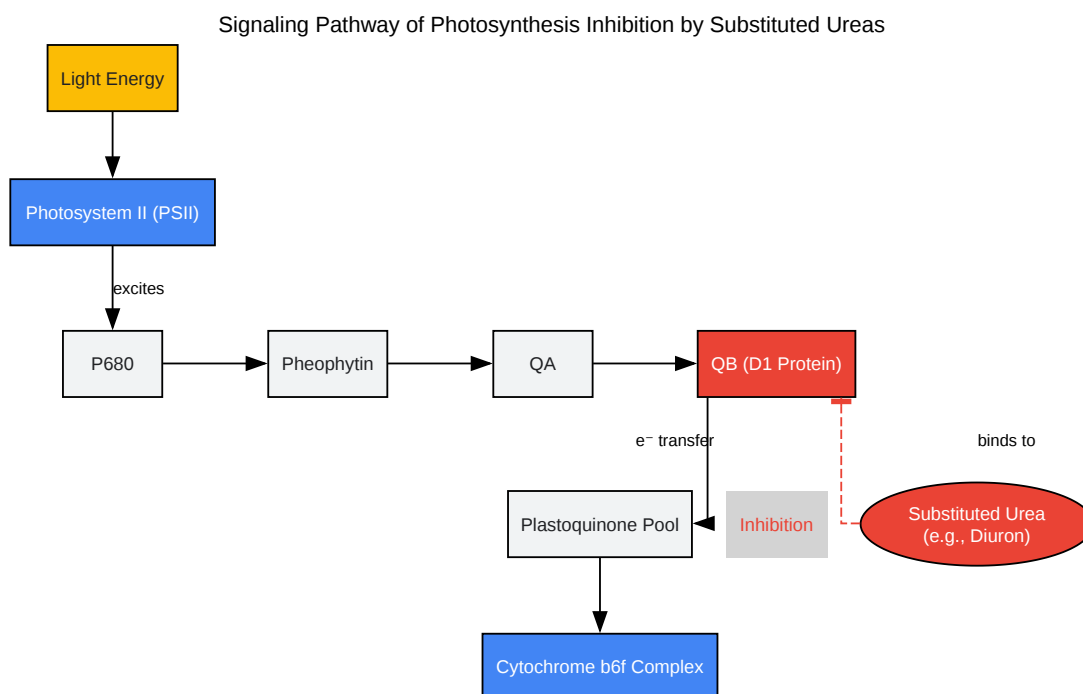 Signaling Pathway of Photosynthesis Inhibition by Substituted Ureas
Light Energy
Photosystem II (PSII)
excites
P680
Pheophytin
QA
QB (D1 Protein)
e⁻ transfer
binds to
Plastoquinone Pool
Inhibition
Substituted Urea
(e.g., Diuron)
Cytochrome b6f Complex